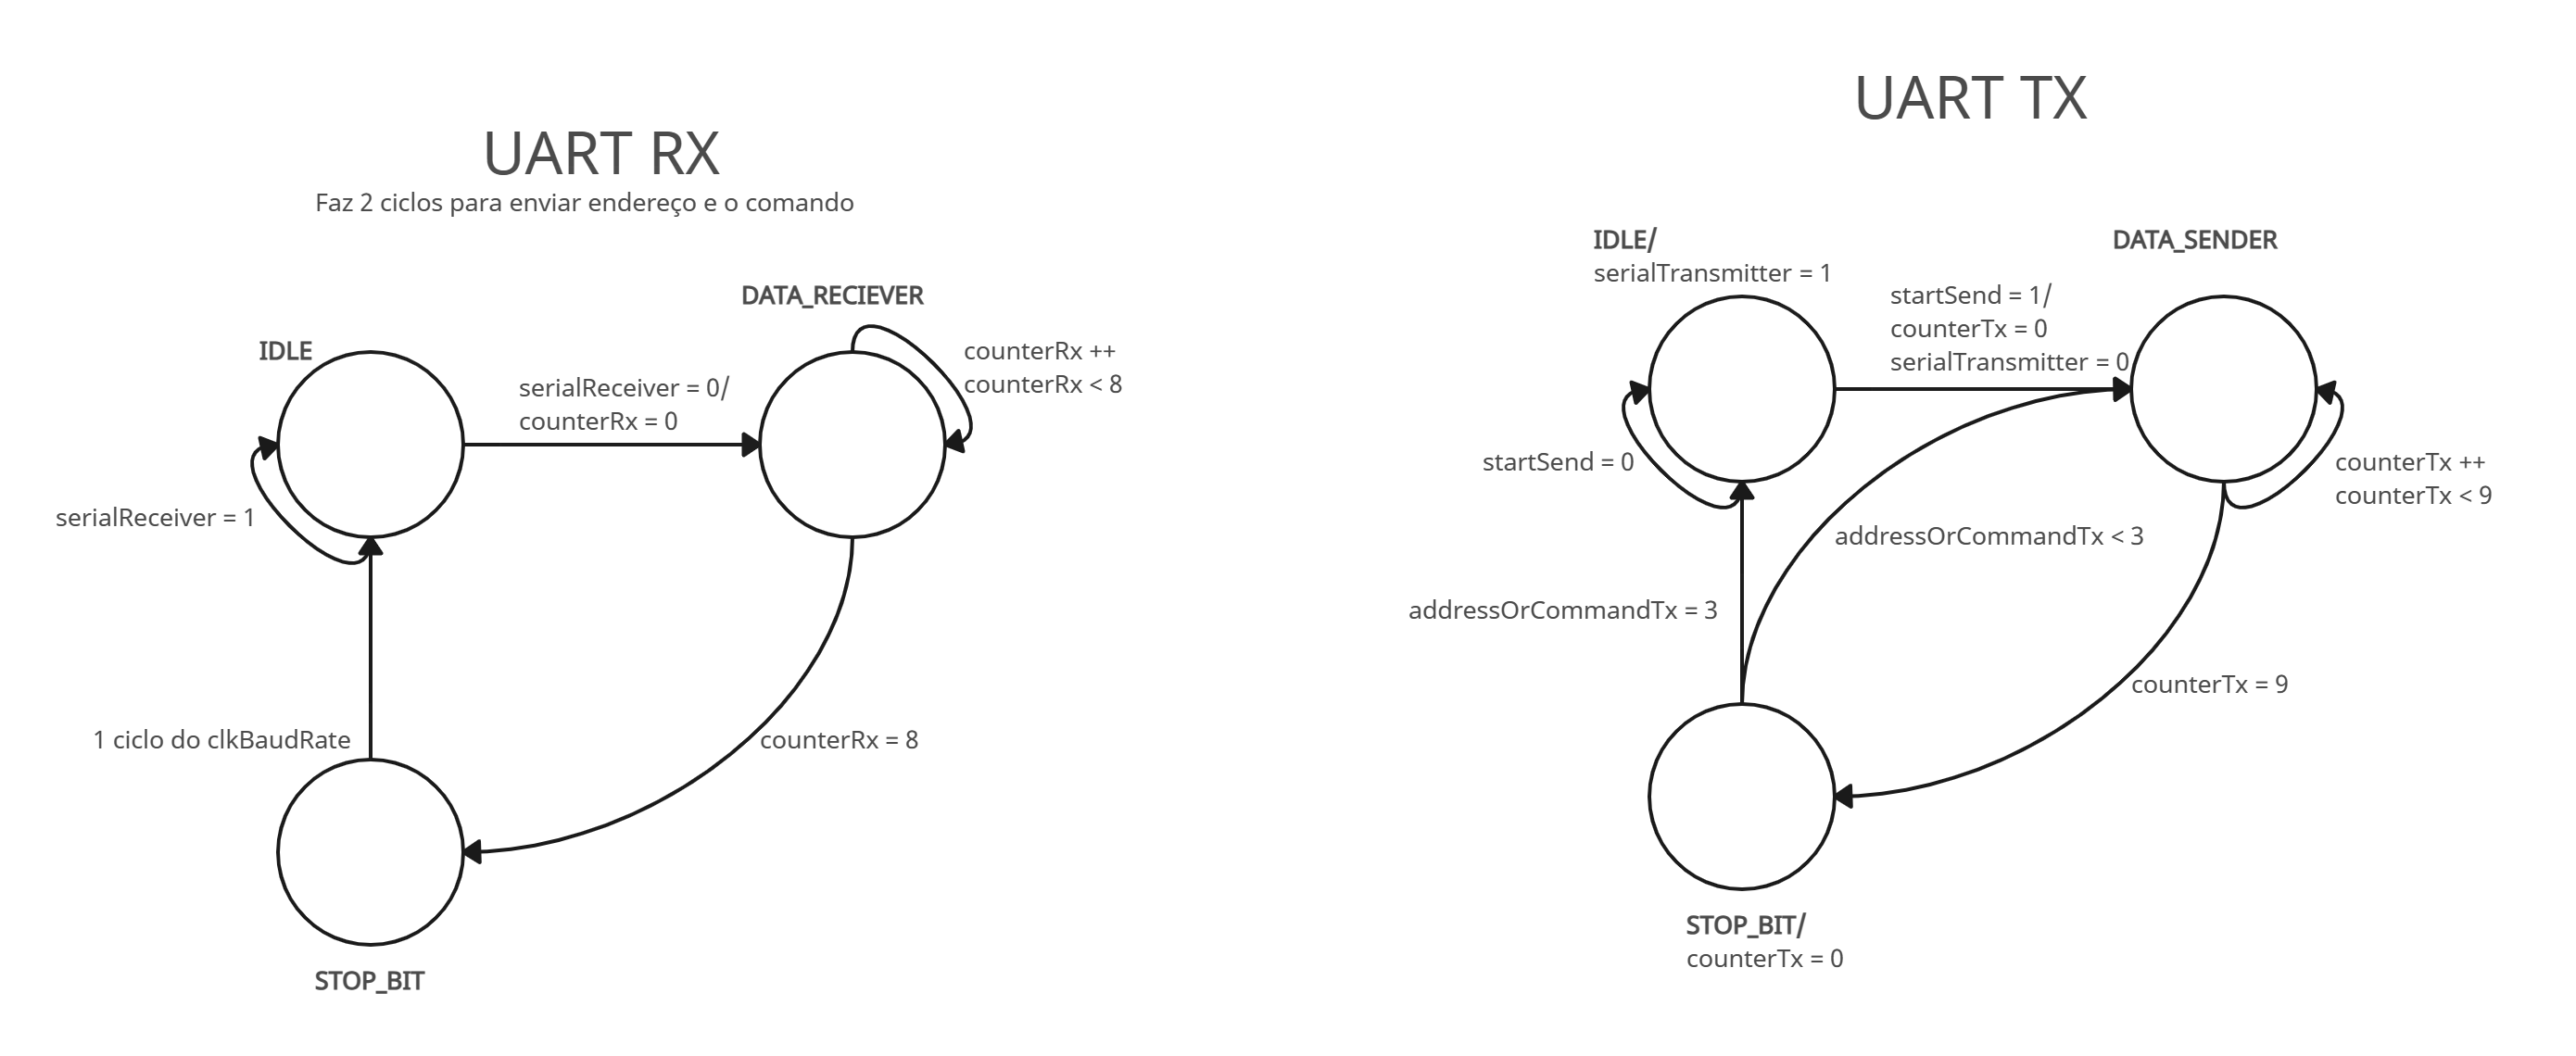 UART RX
Faz 2 ciclos para enviar endereço e o comando
IDLE
DATA_RECIEVER
serialReceiver = 0/
counterRx = 0
counterRx ++
counterRx < 8
serialReceiver = 1
1 ciclo do clkBaudRate
counterRx = 8
STOP_BIT
UART TX
IDLE/
serialTransmitter = 1
DATA_SENDER
startSend = 1/
counterTx = 0
serialTransmitter = 0
startSend = 0
counterTx ++
counterTx < 9
addressOrCommandTx < 3
addressOrCommandTx = 3
counterTx = 9
STOP_BIT/
counterTx = 0